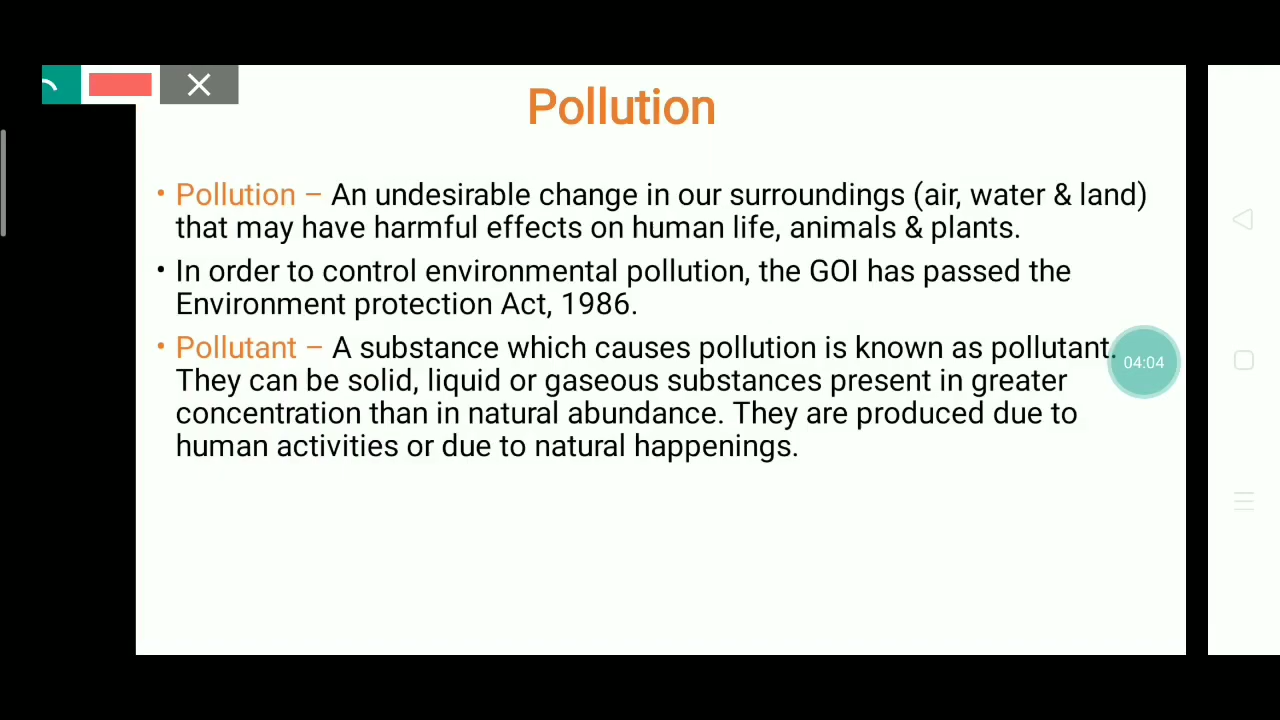 Pollution
• Pollution – An undesirable change in our surroundings (air, water & land)
that may have harmful effects on human life, animals & plants.
• In order to control environmental pollution, the GOI has passed the
Environment protection Act, 1986.
• Pollutant – A substance which causes pollution is known as pollutant.
They can be solid, liquid or gaseous substances present in greater
concentration than in natural abundance. They are produced due to
human activities or due to natural happenings.
04:04